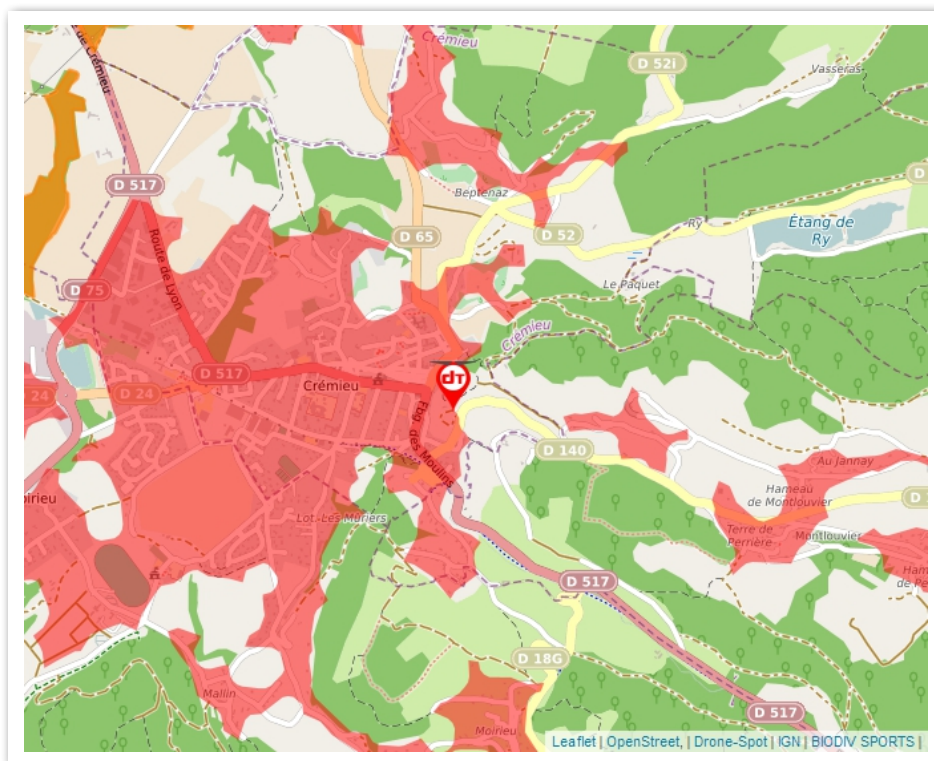 de Crémieu
Crémieu
D 52i
Vasseras
D 517
Beptenaz
D
Route de Lyon
D 65
D 52
Ry
Étang de
Ry
D 75
Le Paquet
Crémieu
D 517
dT
Crémieu
24
D 24
Fbg. des Moulins
D 140
Au Jannay
Hameau
de Montlouvier
D
Lot. Les Mûriers
Terre de
Perrière
Montlouvier
D 517
D 18G
Mallin
Moirieu
D 517
Leaflet | OpenStreet, | Drone-Spot | IGN | BIODIV SPORTS |